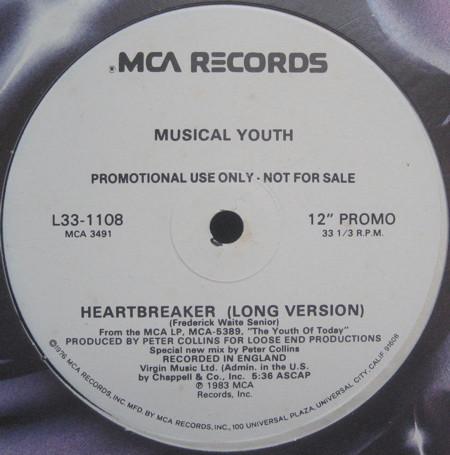 MCA RECORDS
MUSICAL YOUTH
PROMOTIONAL USE ONLY - NOT FOR SALE
L33-1108
MCA 3491
12" PROMO
33 1/3 R.P.M.
HEARTBREAKER (LONG VERSION)
(Frederick Waite Senior)
From the MCA LP, MCA-5389, "The Youth Of Today"
PRODUCED BY PETER COLLINS FOR LOOSE END PRODUCTIONS
Special new mix by Peter Collins
RECORDED IN ENGLAND
Virgin Music Ltd. (Admin. in the U.S.
by Chappell & Co., Inc. 5:36 ASCAP
℗ 1983 MCA
Records, Inc.
©1976 MCA RECORDS, INC. MFD. BY MCA RECORDS, INC., 100 UNIVERSAL PLAZA, UNIVERSAL CITY, CALIF. 91608